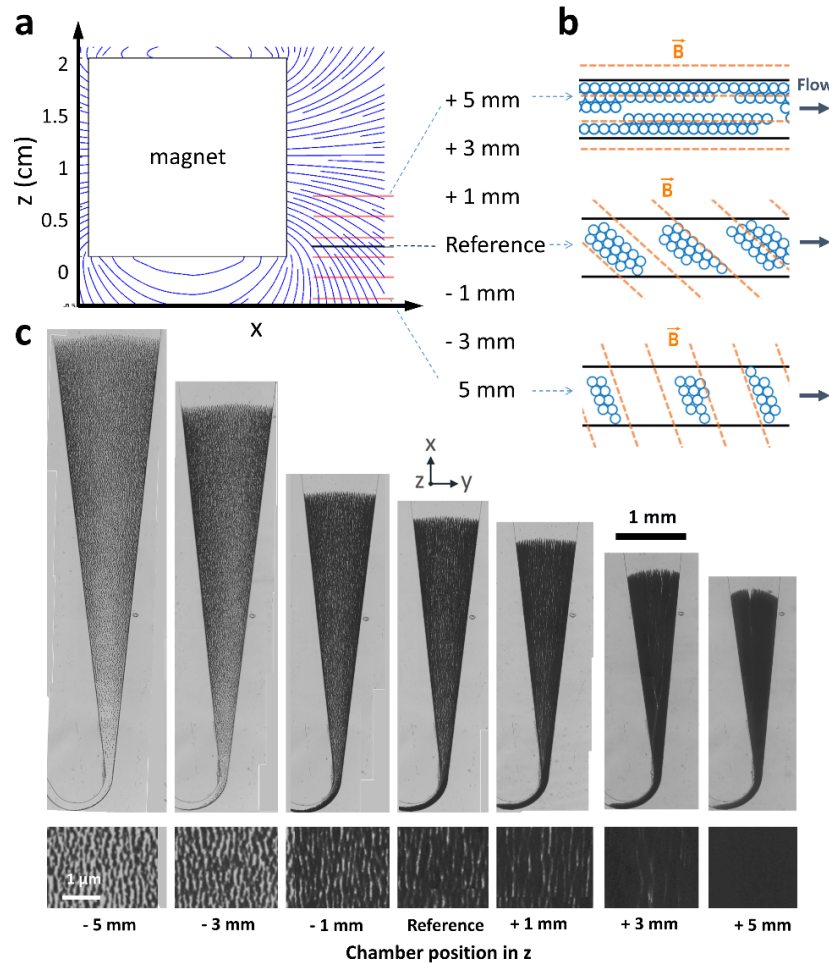 a
z (cm)
2
1.5
1
0.5
0
magnet
x
+ 5 mm
+ 3 mm
+ 1 mm
Reference
- 1 mm
- 3 mm
5 mm
b
B
Flow
B
B
c
x
z
y
1 mm
1 µm
- 5 mm
- 3 mm
- 1 mm
Reference
+ 1 mm
+ 3 mm
+ 5 mm
Chamber position in z